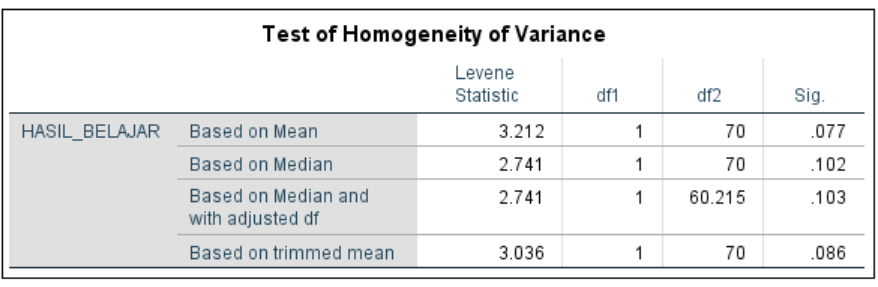 Test of Homogeneity of Variance
Levene
Statistic df1 df2 Sig.
HASIL_BELAJAR Based on Mean 3.212 1 70 .077
Based on Median 2.741 1 70 .102
Based on Median and
with adjusted df 2.741 1 60.215 .103
Based on trimmed mean 3.036 1 70 .086